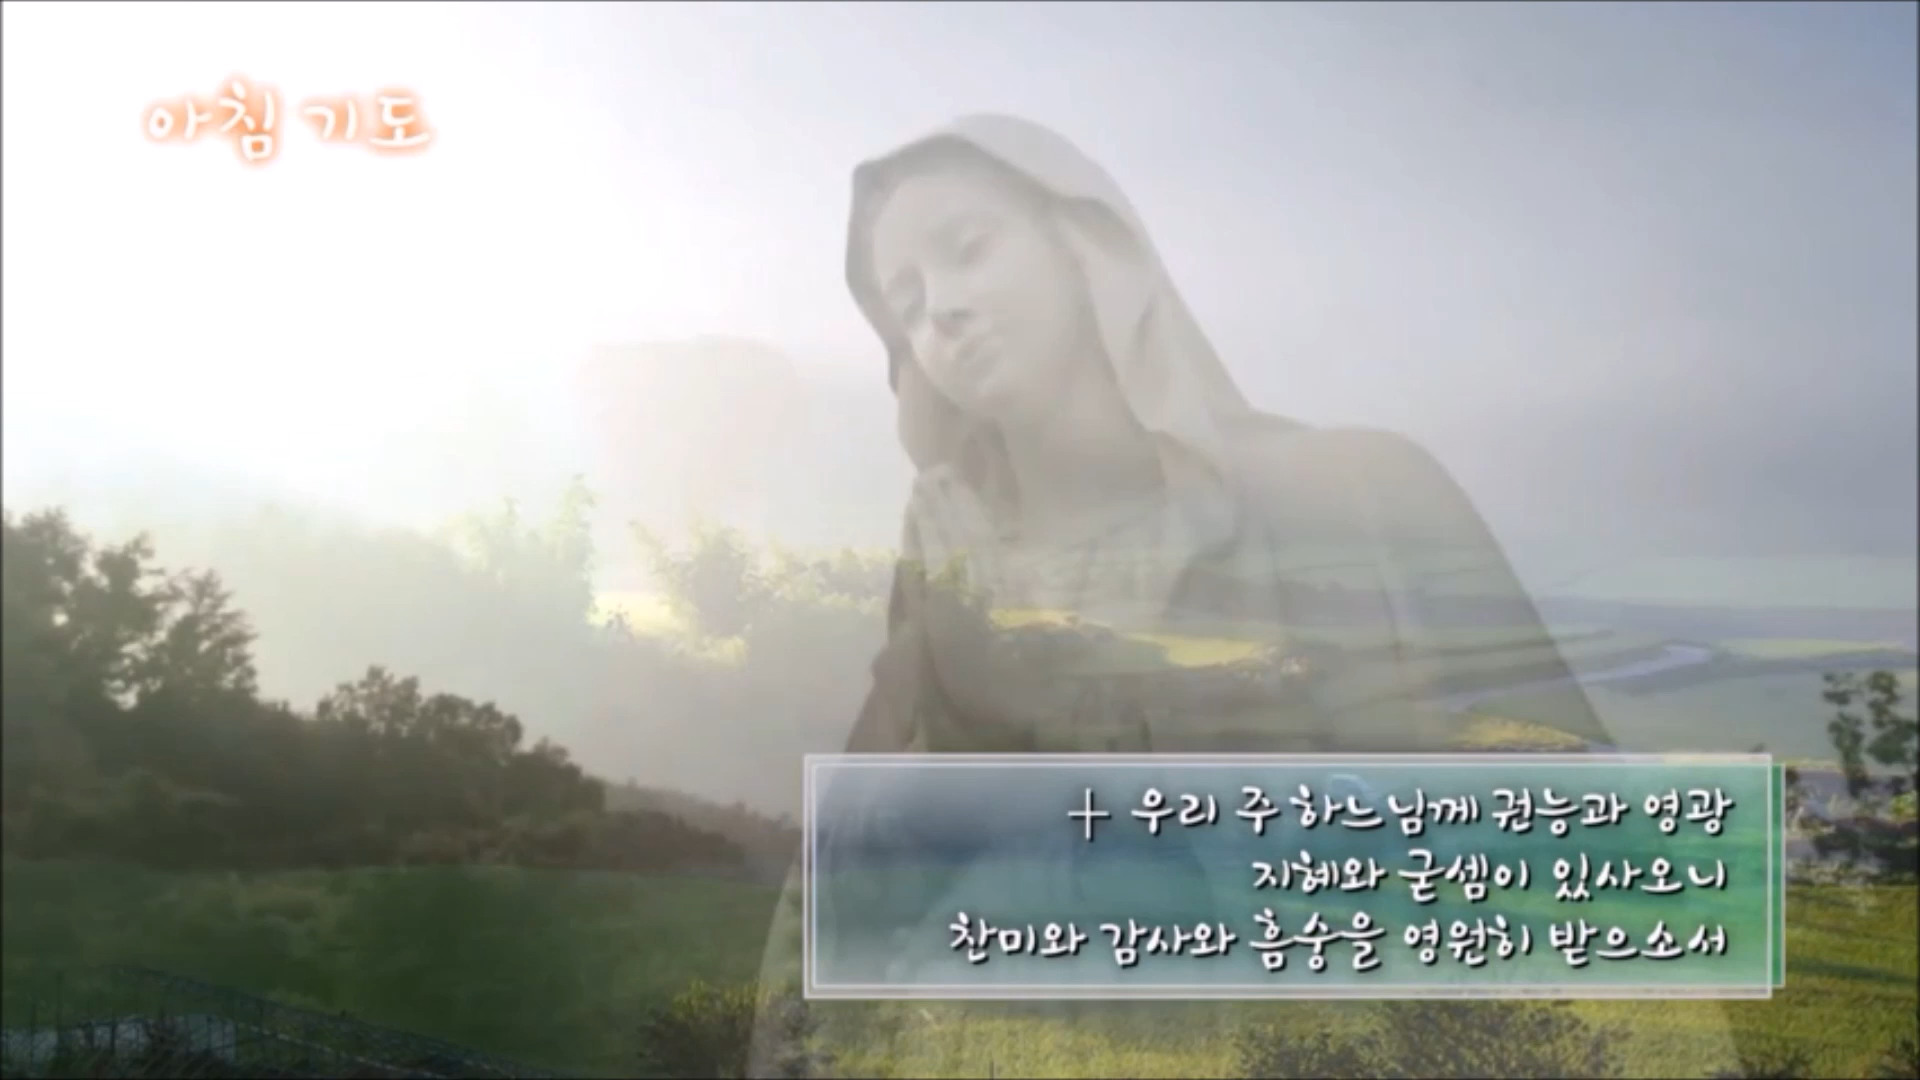 아침 기도
+ 우리 주 하느님께 권능과 영광
지혜와 굳셈이 있사오니
찬미와 감사와 흠숭을 영원히 받으소서